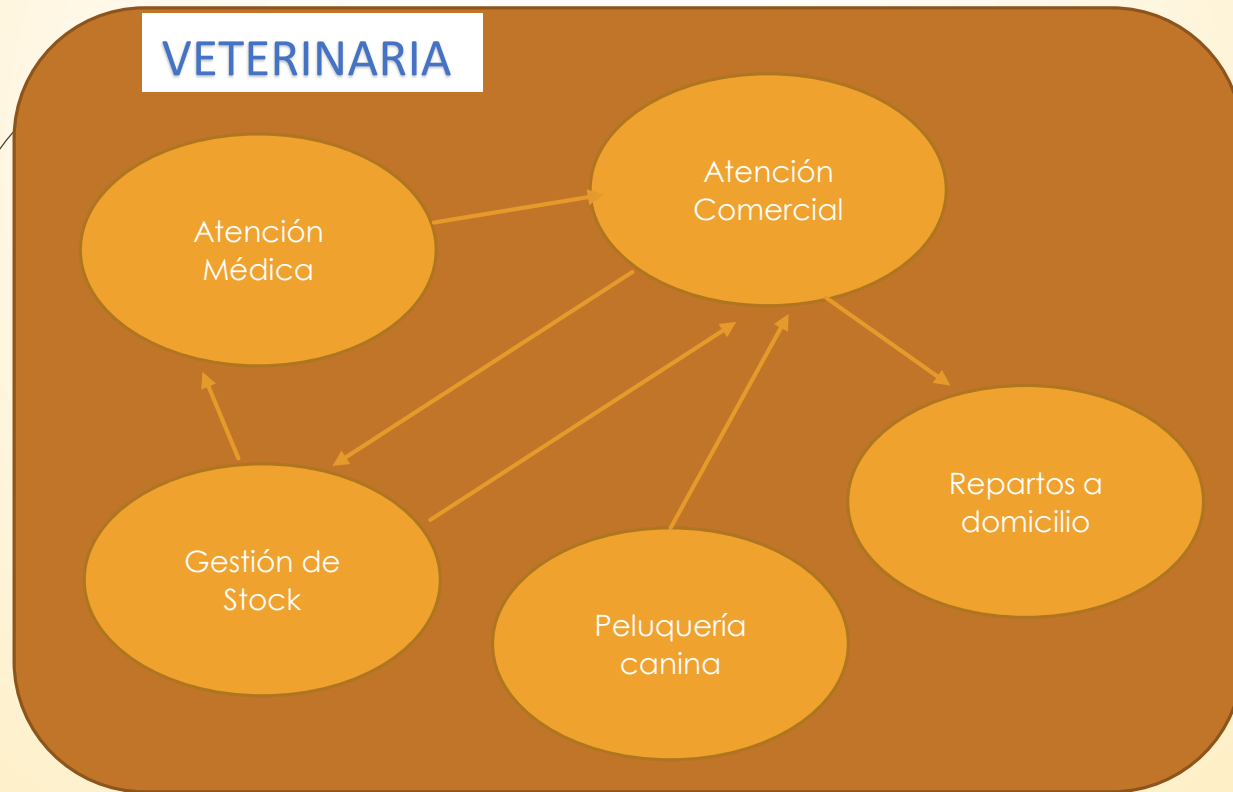 VETERINARIA
Atención
Comercial
Atención
Médica
Repartos a
domicilio
Gestión de
Stock
Peluquería
canina